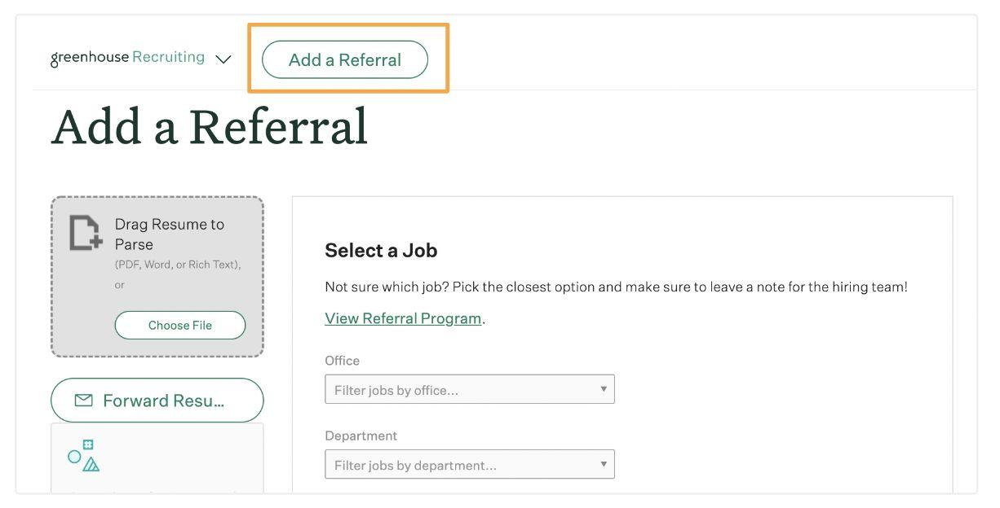 greenhouse Recruiting
Add a Referral
Add a Referral
Drag Resume to
Parse
(PDF, Word, or Rich Text),
or
Choose File
Forward Resu...
Select a Job
Not sure which job? Pick the closest option and make sure to leave a note for the hiring team!
View Referral Program.
Office
Filter jobs by office...
Department
Filter jobs by department...